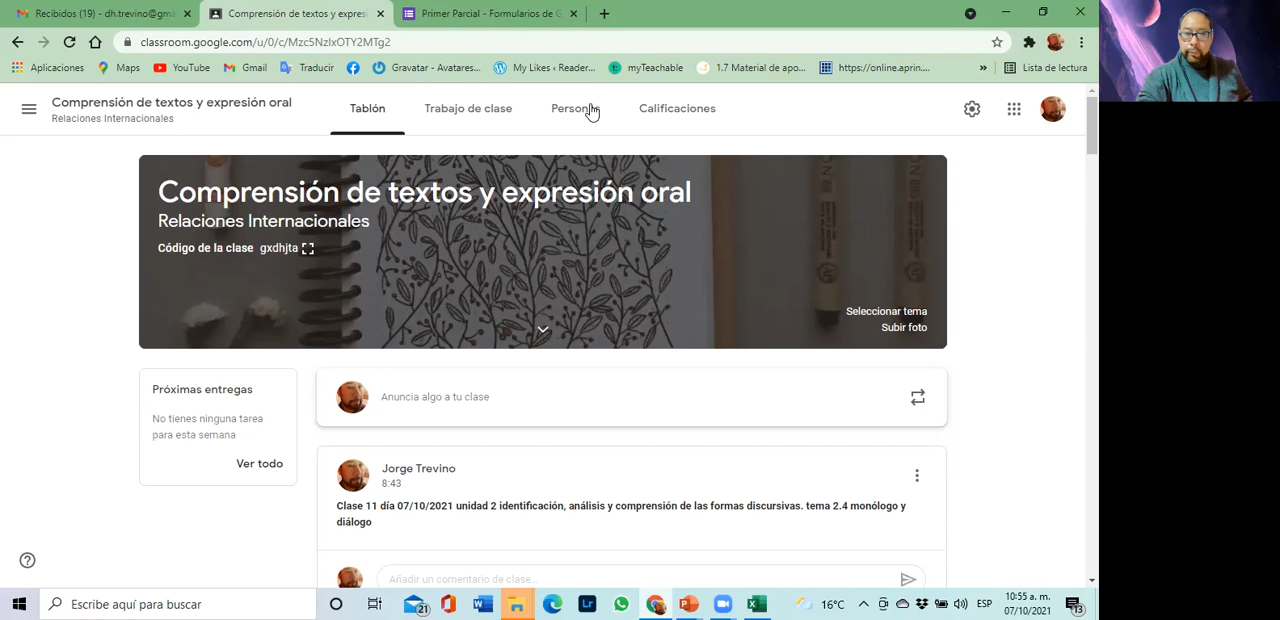 Recibidos (19) - dh.trevino@gma
Comprensión de textos y expresi
Primer Parcial - Formularios de G
classroom.google.com/u/0/c/Mzc5NzIxOTY2MTg2
Aplicaciones
Maps
YouTube
Gmail
Traducir
Gravatar - Avatares...
My Likes ‹ Reader...
myTeachable
1.7 Material de apo...
https://online.aprin...
»
Lista de lectura
Comprensión de textos y expresión oral
Relaciones Internacionales
Tablón
Trabajo de clase
Personas
Calificaciones
Comprensión de textos y expresión oral
Relaciones Internacionales
Código de la clase gxdhjta
Seleccionar tema
Subir foto
Próximas entregas
No tienes ninguna tarea
para esta semana
Ver todo
Anuncia algo a tu clase
Jorge Trevino
8:43
Clase 11 día 07/10/2021 unidad 2 identificación, análisis y comprensión de las formas discursivas. tema 2.4 monólogo y
diálogo
Añadir un comentario de clase...
Escribe aquí para buscar
21
16°C
ESP
10:55 a. m.
07/10/2021
13